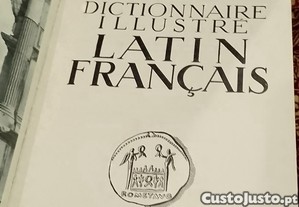 DICTIONNAIRE
ILLUSTRÉ
LATIN
FRANÇAIS
ROMETAVG
CustoJusto.pt